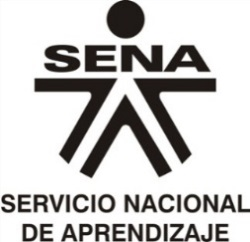 SENA
SERVICIO NACIONAL
DE APRENDIZAJE